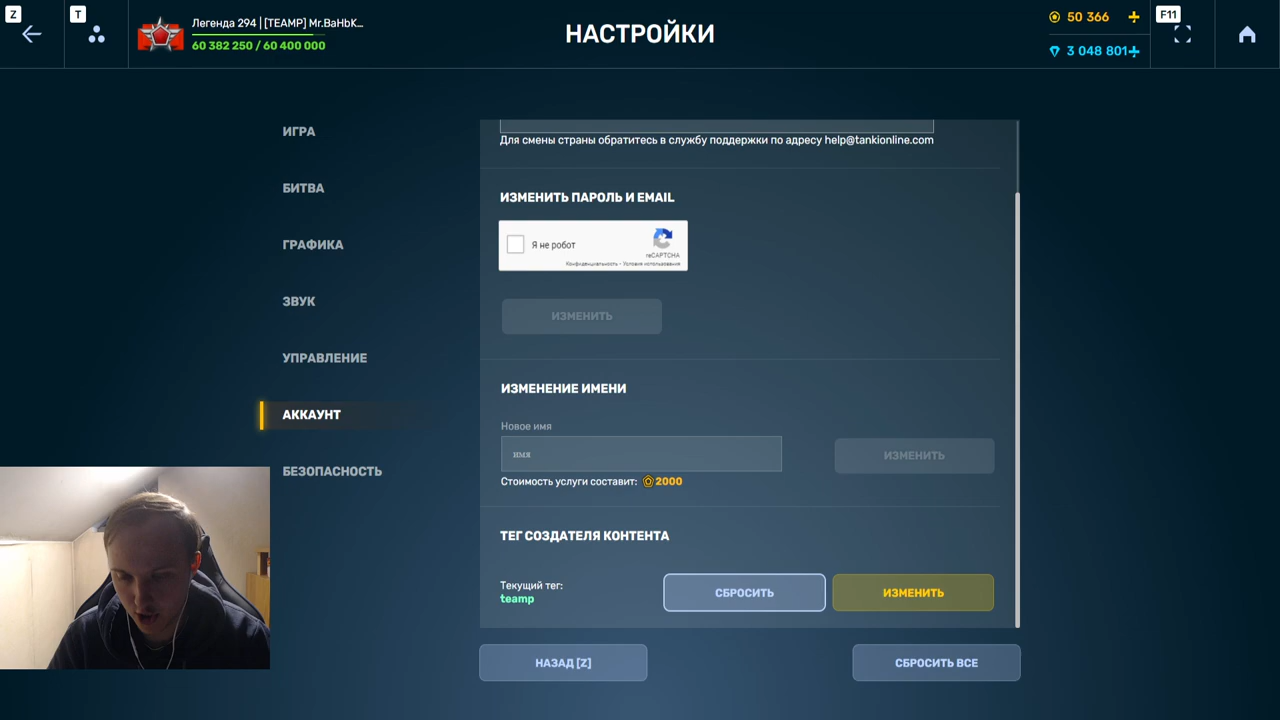 Z
T
Легенда 294 | [TEAMP] Mr.BaHbK...
60 382 250 / 60 400 000
НАСТРОЙКИ
50 366
3 048 801
F11
ИГРА
БИТВА
ГРАФИКА
ЗВУК
УПРАВЛЕНИЕ
АККАУНТ
БЕЗОПАСНОСТЬ
Для смены страны обратитесь в службу поддержки по адресу help@tankionline.com
ИЗМЕНИТЬ ПАРОЛЬ И EMAIL
Я не робот
reCAPTCHA
Конфиденциальность - Условия использования
ИЗМЕНИТЬ
ИЗМЕНЕНИЕ ИМЕНИ
Новое имя
имя
ИЗМЕНИТЬ
Стоимость услуги составит: 2000
ТЕГ СОЗДАТЕЛЯ КОНТЕНТА
Текущий тег:
teamp
СБРОСИТЬ
ИЗМЕНИТЬ
НАЗАД [Z]
СБРОСИТЬ ВСЕ